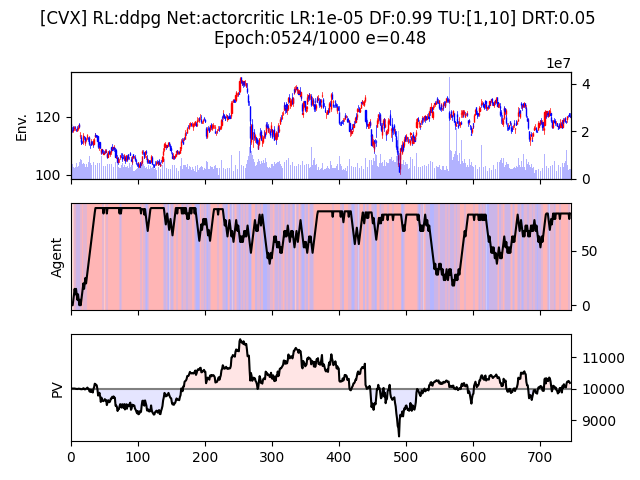 [CVX] RL:ddpg Net:actorcritic LR:1e-05 DF:0.99 TU:[1,10] DRT:0.05
Epoch:0524/1000 e=0.48
1e7
Env.
120
100
4
2
0
Agent
50
0
PV
11000
10000
9000
0 100 200 300 400 500 600 700